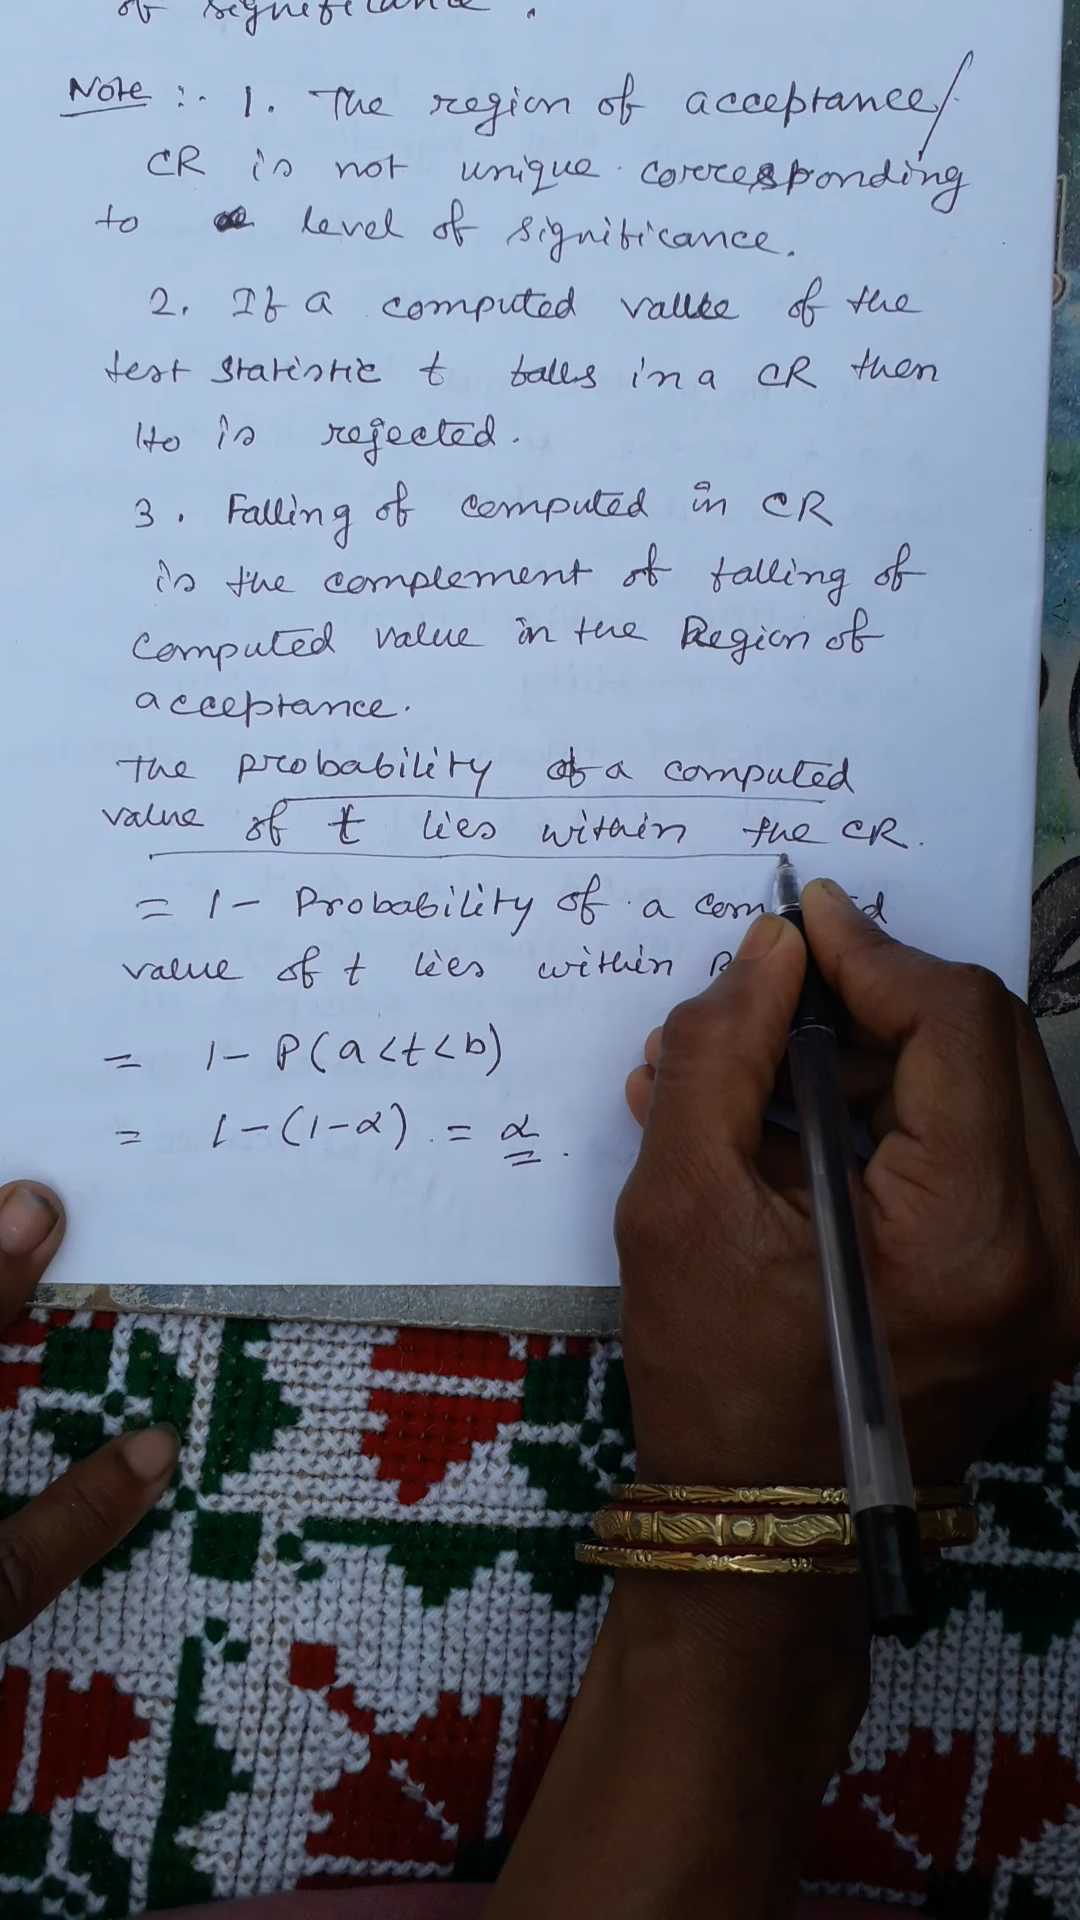 of significance.
Note :- 1. The region of acceptance/
CR is not unique corresponding
to level of significance.
2. If a computed value of the
test statistic t falls in a CR then
H0 is rejected.
3. Falling of computed in CR
is the complement of falling of
computed value in the Region of
acceptance.
The probability of a computed
value of t lies within the CR.
= 1 - Probability of a
value of t lies within
= 1 - P(a<t<b)
= 1-(1-α) = α.